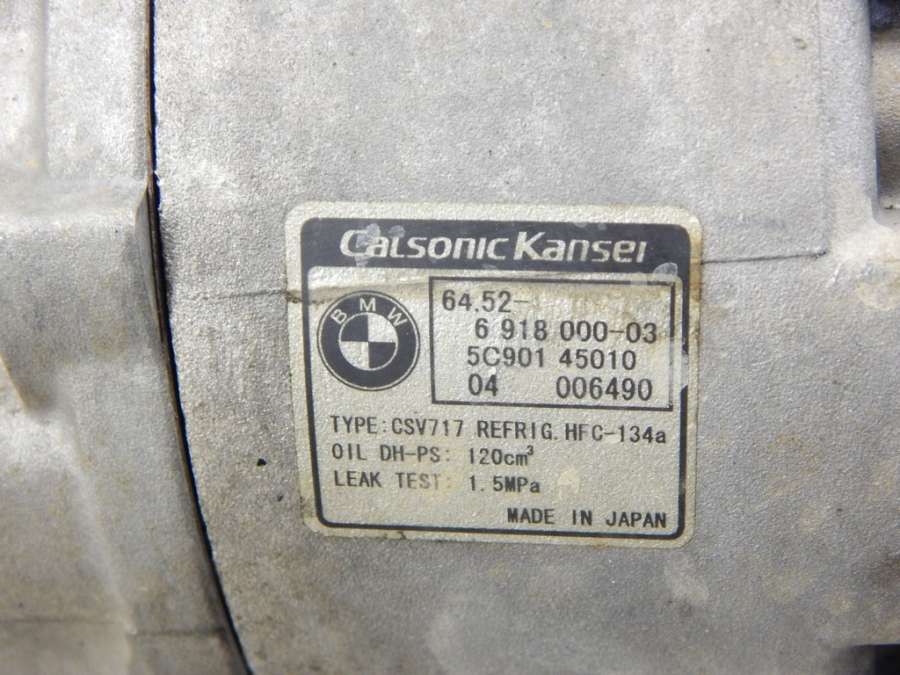 Calsonic Kansei
BMW
64.52-
6 918 000-03
5C901 45010
04 006490
TYPE:CSV717 REFRIG.HFC-134a
OIL DH-PS: 120cm³
LEAK TEST: 1.5MPa
MADE IN JAPAN